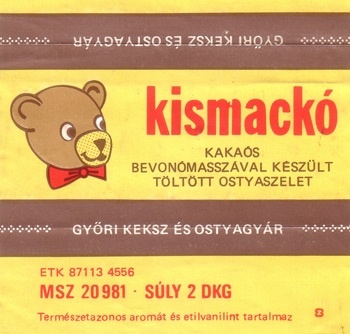 GYŐRI KEKSZ ÉS OSTYAGYÁR
kismackó
KAKAÓS
BEVONÓMASSZÁVAL KÉSZÜLT
TÖLTÖTT OSTYASZELET
GYŐRI KEKSZ ÉS OSTYAGYÁR
ETK 87113 4556
MSZ 20981 · SÚLY 2 DKG
Természetazonos aromát és etilvanilint tartalmaz